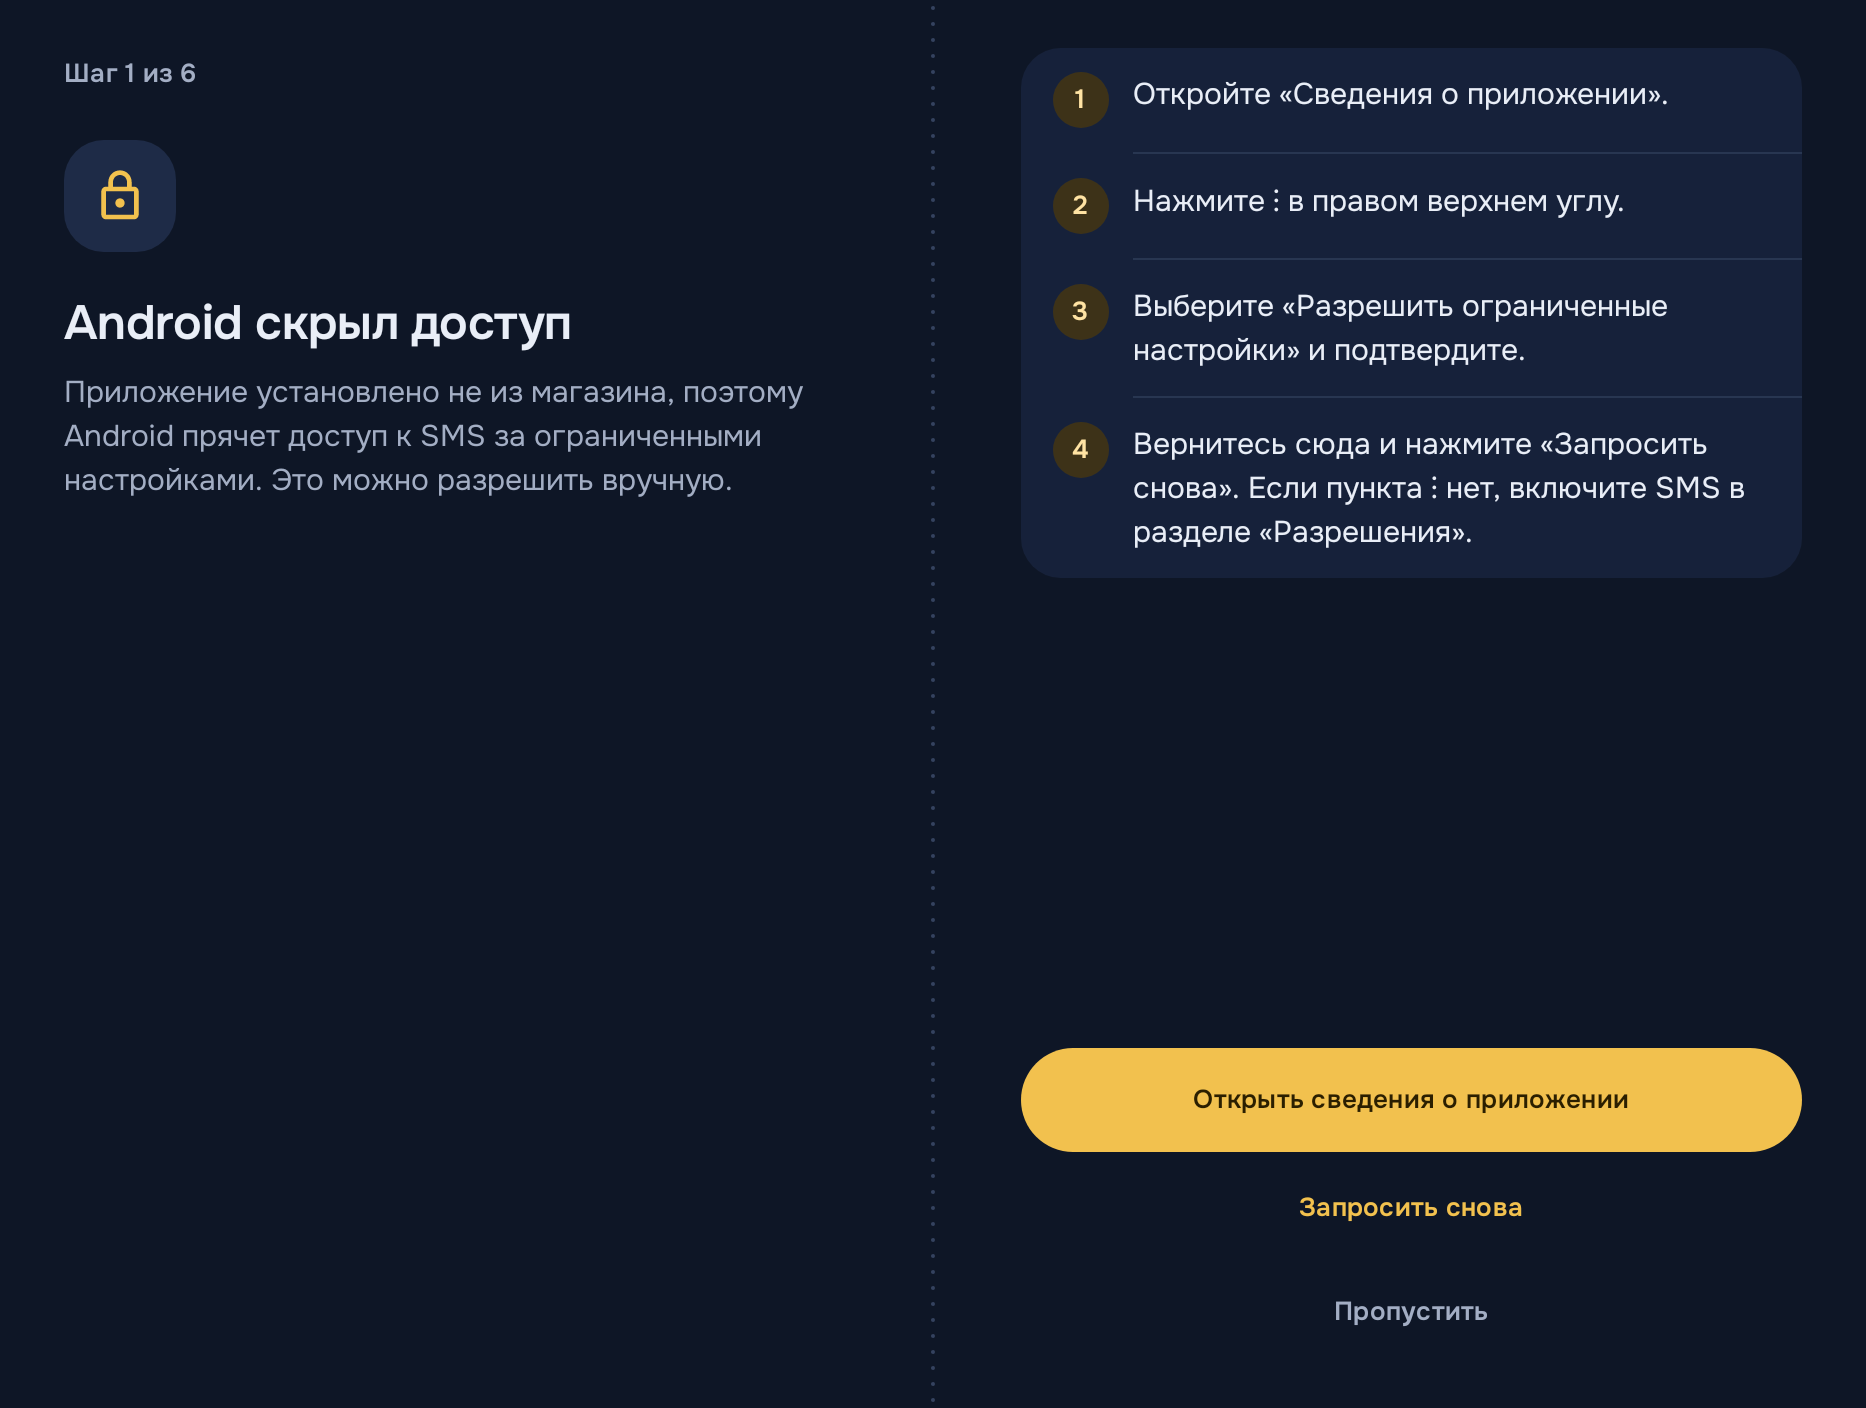 Шаг 1 из 6
Android скрыл доступ
Приложение установлено не из магазина, поэтому
Android прячет доступ к SMS за ограниченными
настройками. Это можно разрешить вручную.
1 Откройте «Сведения о приложении».
2 Нажмите ⋮ в правом верхнем углу.
3 Выберите «Разрешить ограниченные
настройки» и подтвердите.
4 Вернитесь сюда и нажмите «Запросить
снова». Если пункта ⋮ нет, включите SMS в
разделе «Разрешения».
Открыть сведения о приложении
Запросить снова
Пропустить